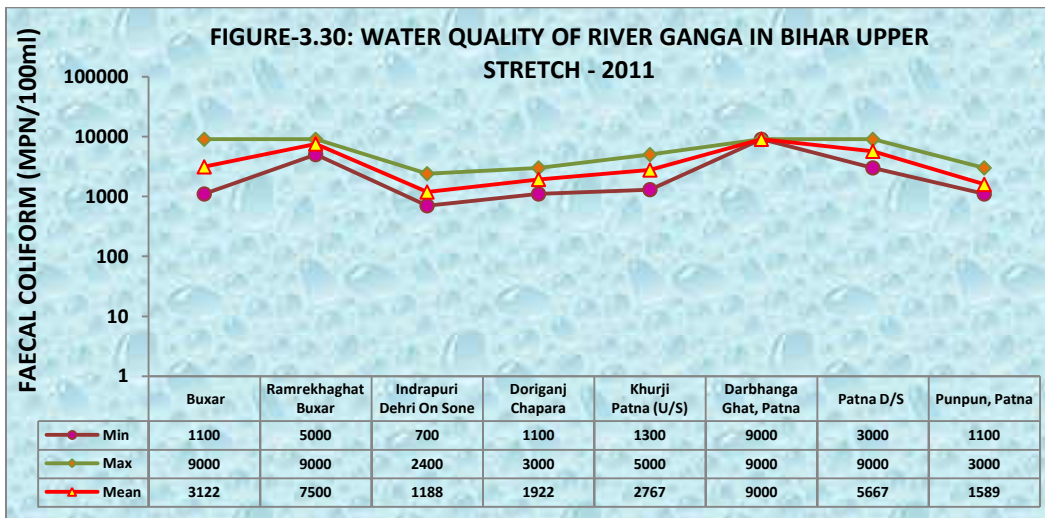 FIGURE-3.30: WATER QUALITY OF RIVER GANGA IN BIHAR UPPER
STRETCH - 2011
FAECAL COLIFORM (MPN/100ml)
100000
10000
1000
100
10
1
Buxar
Ramrekhaghat
Buxar
Indrapuri
Dehri On Sone
Doriganj
Chapara
Khurji
Patna (U/S)
Darbhanga
Ghat, Patna
Patna D/S
Punpun, Patna
Min 1100 5000 700 1100 1300 9000 3000 1100
Max 9000 9000 2400 3000 5000 9000 9000 3000
Mean 3122 7500 1188 1922 2767 9000 5667 1589